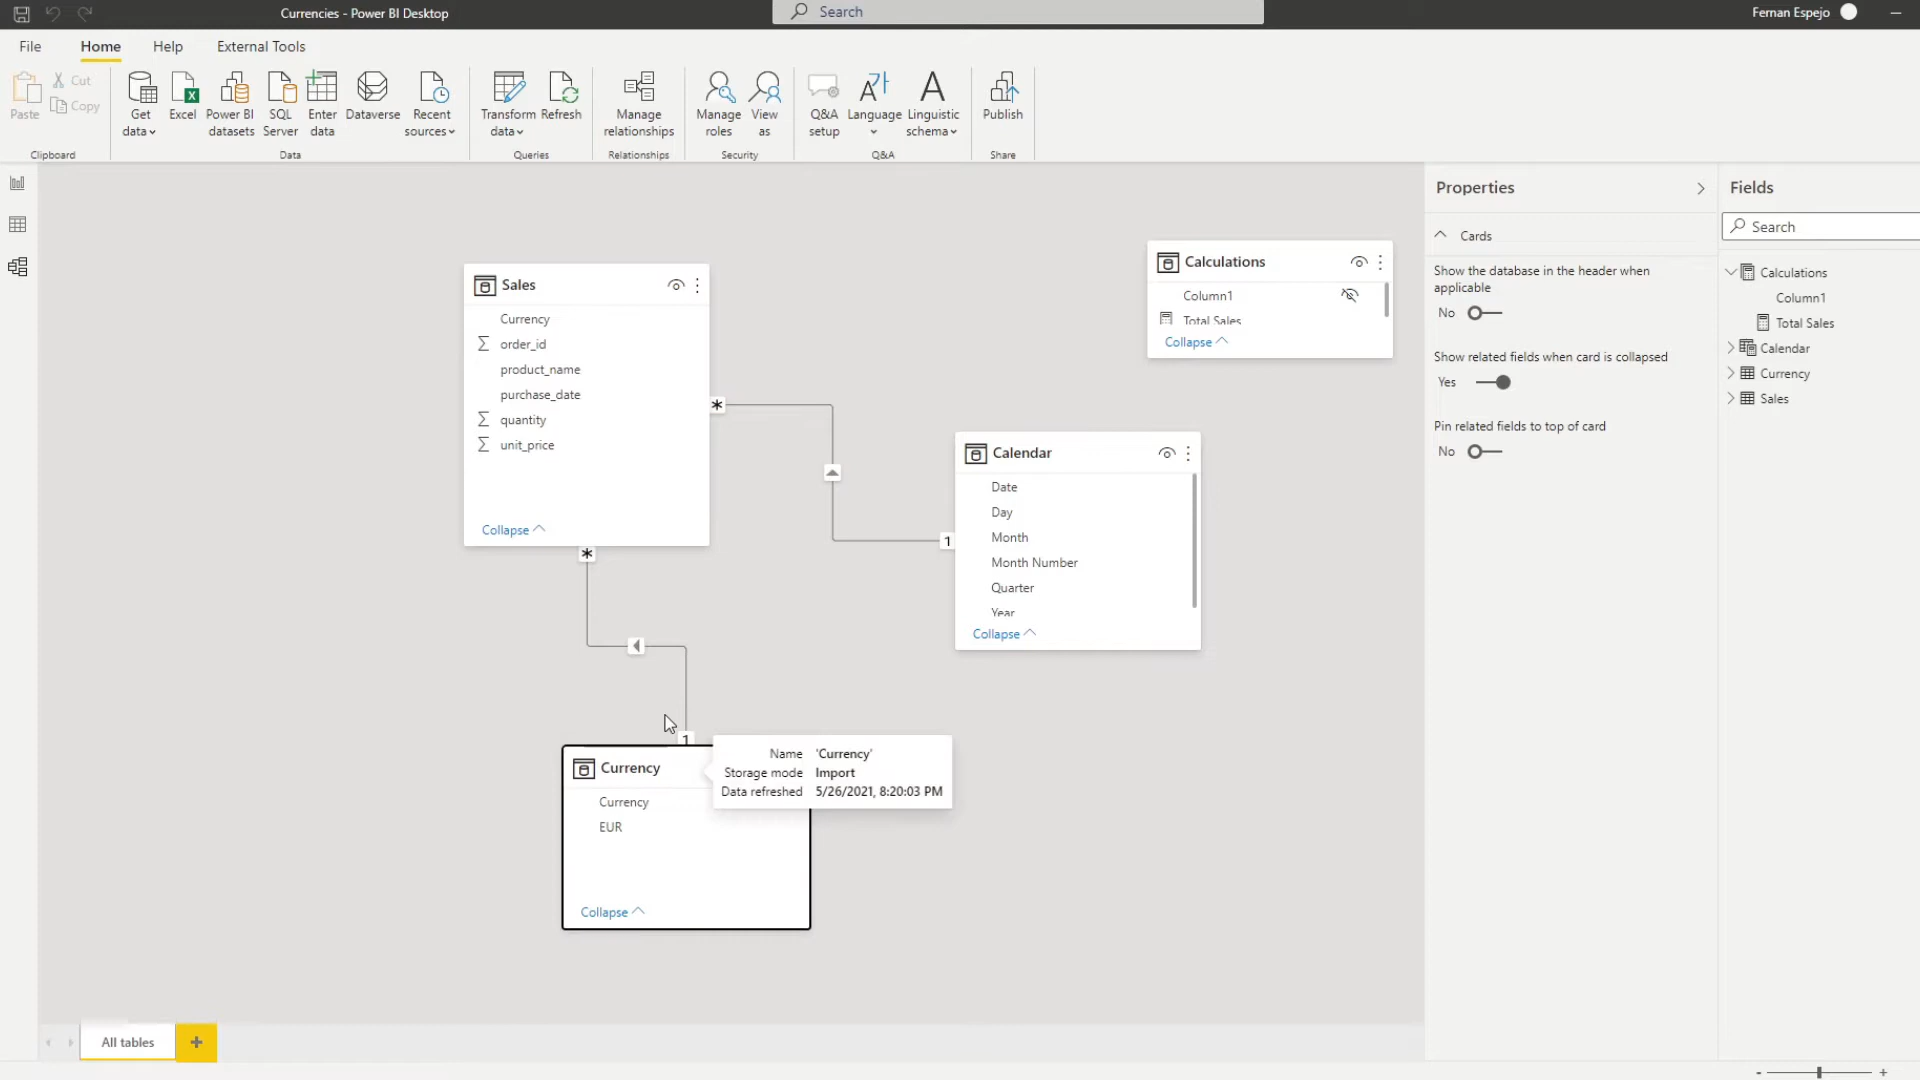 Currencies - Power BI Desktop
Search
Fernan Espejo
File
Home
Help
External Tools
Paste
Cut
Copy
Clipboard
Get data
Excel
Power BI datasets
SQL Server
Enter data
Dataverse
Recent sources
Data
Transform data
Refresh
Queries
Manage relationships
Relationships
Manage roles
View as
Security
Q&A setup
Language
Linguistic schema
Q&A
Publish
Share
Sales
Currency
Σ order_id
product_name
purchase_date
Σ quantity
Σ unit_price
Collapse
*
1
*
1
Calculations
Column1
Total Sales
Collapse
Calendar
Date
Day
Month
Month Number
Quarter
Year
Collapse
Currency
Currency
EUR
Collapse
Name 'Currency'
Storage mode Import
Data refreshed 5/26/2021, 8:20:03 PM
Properties
Cards
Show the database in the header when
applicable
No
Show related fields when card is collapsed
Yes
Pin related fields to top of card
No
Fields
Search
Calculations
Column1
Total Sales
Calendar
Currency
Sales
All tables
+
- +